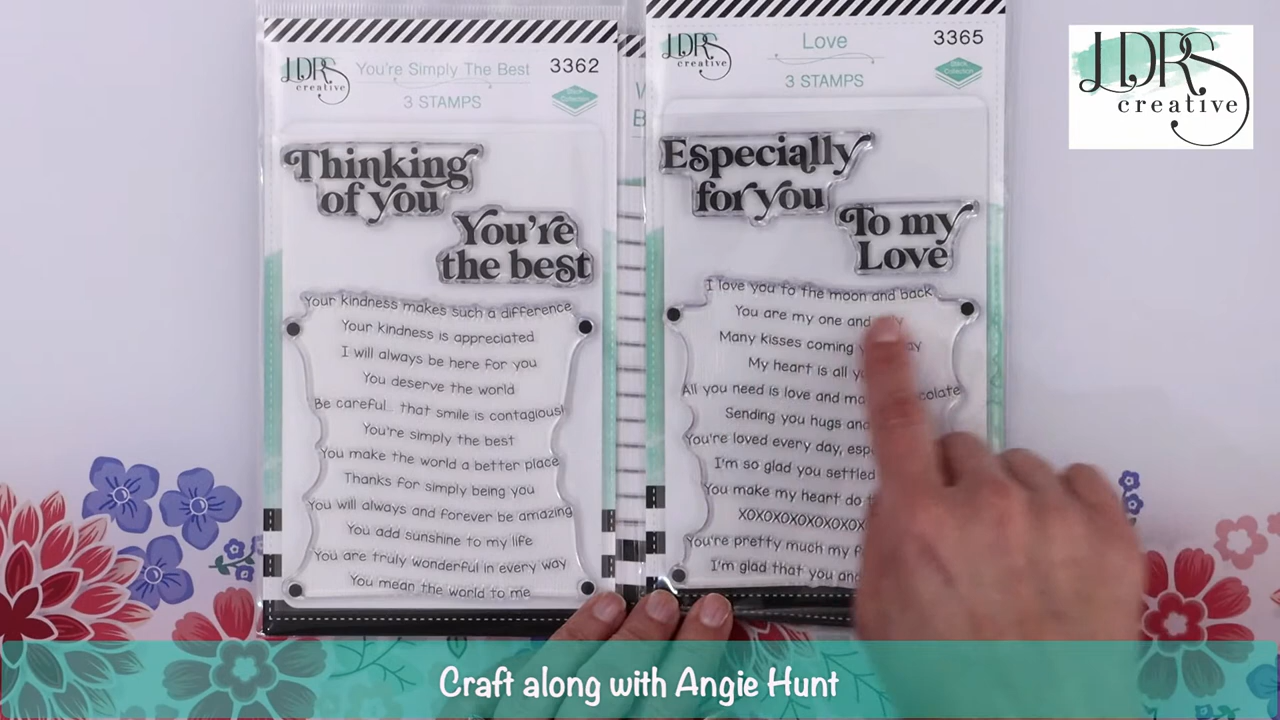 LDRS
creative
You're Simply The Best
3362
3 STAMPS
Stitch
Collection
Thinking
of you
You're
the best
Your kindness makes such a difference
Your kindness is appreciated
I will always be here for you
You deserve the world
Be careful... that smile is contagious!
You're simply the best
You make the world a better place
Thanks for simply being you
You will always and forever be amazing
You add sunshine to my life
You are truly wonderful in every way
You mean the world to me
LDRS
creative
Love
3365
3 STAMPS
Especially
for you
To my
Love
I love you to the moon and back
You are my one and
Many kisses coming
My heart is all
All you need is love and
Sending you hugs and
You're loved every day,
I'm so glad you settled
You make my heart do
XOXOXOXOXOXOX
You're pretty much my
I'm glad that you
LDRS
creative
Craft along with Angie Hunt